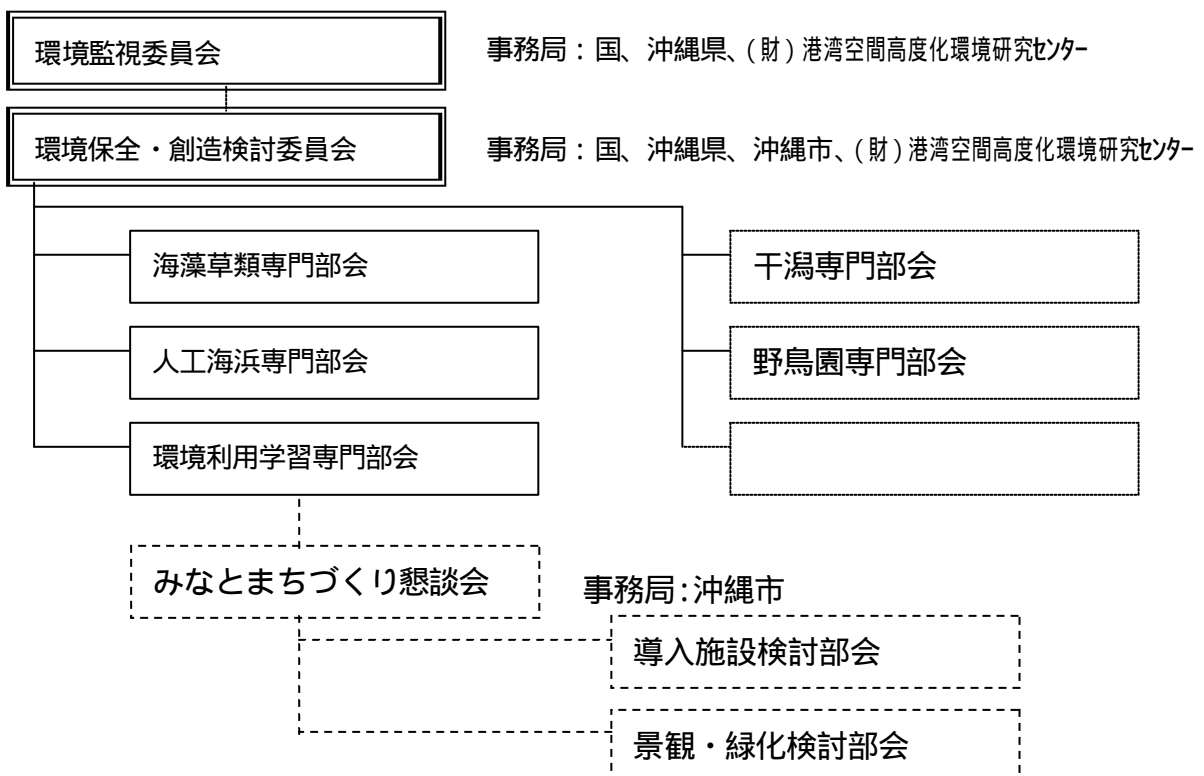 環境監視委員会
事務局：国、沖縄県、(財)港湾空間高度化環境研究センター
環境保全・創造検討委員会
事務局：国、沖縄県、沖縄市、(財)港湾空間高度化環境研究センター
海藻草類専門部会
干潟専門部会
人工海浜専門部会
野鳥園専門部会
環境利用学習専門部会
みなとまちづくり懇談会
事務局:沖縄市
導入施設検討部会
景観・緑化検討部会